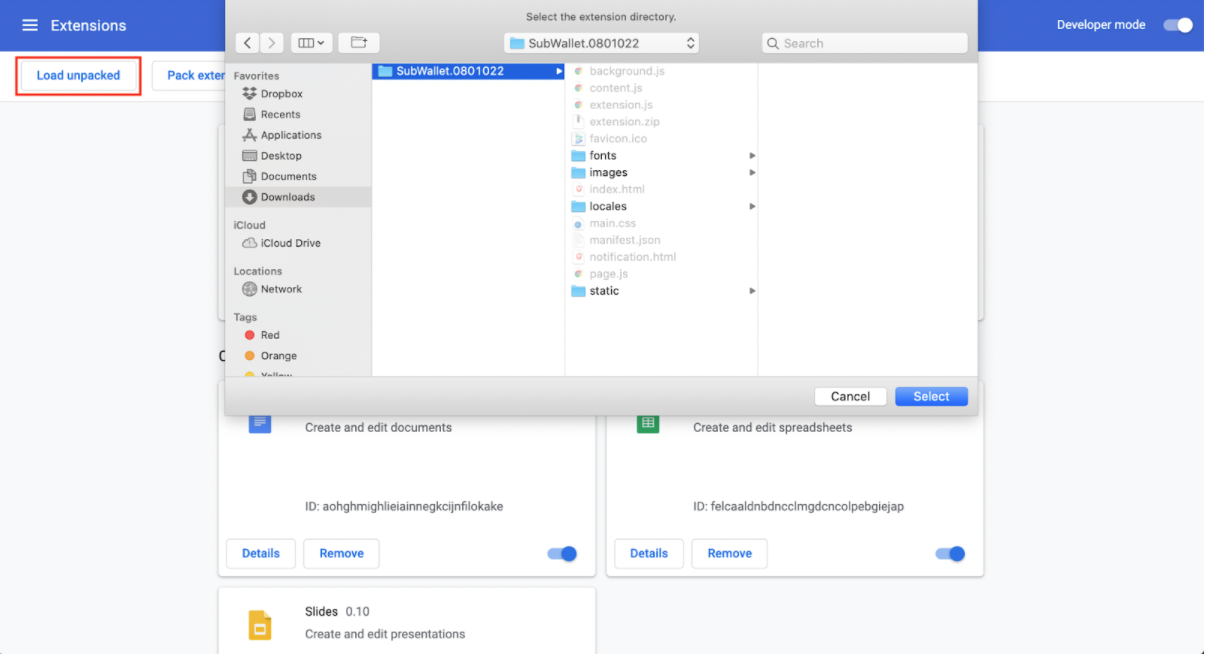 Select the extension directory.
Extensions
Developer mode
SubWallet.0801022
Search
Load unpacked
Pack exter
Favorites
Dropbox
Recents
Applications
Desktop
Documents
Downloads
iCloud
iCloud Drive
Locations
Network
Tags
Red
Orange
Yellow
SubWallet.0801022
background.js
content.js
extension.js
extension.zip
favicon.ico
fonts
images
index.html
locales
main.css
manifest.json
notification.html
page.js
static
Cancel
Select
Create and edit documents
ID: aohghmighlieiainnegkcijnfilokake
Details
Remove
Create and edit spreadsheets
ID: felcaaldnbdncclmgdcncolpebgiejap
Details
Remove
Slides 0.10
Create and edit presentations